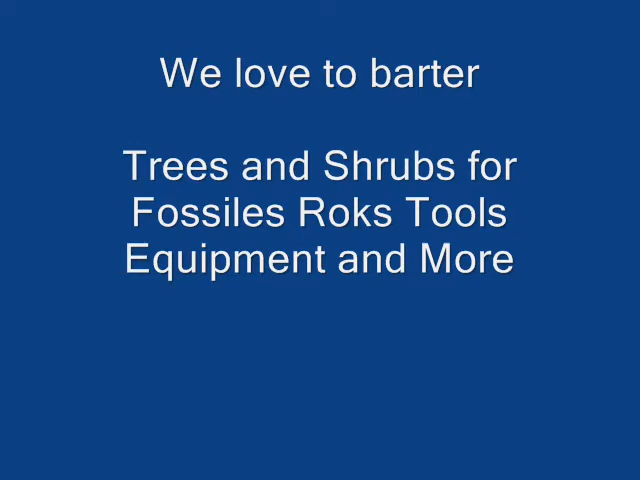 We love to barter
Trees and Shrubs for
Fossiles Roks Tools
Equipment and More